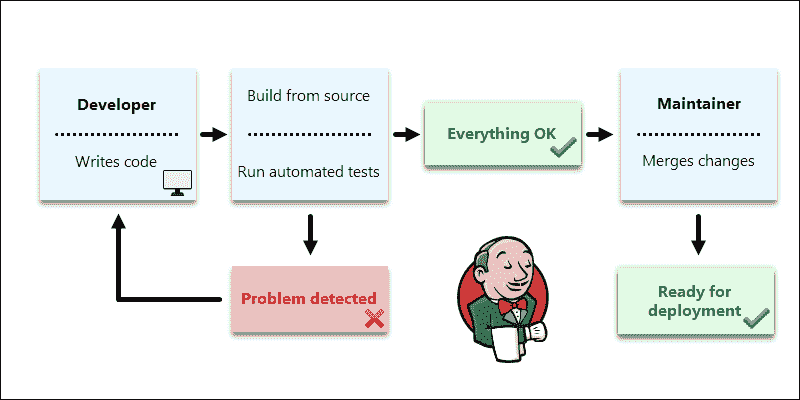 Developer
Writes code
Build from source
Run automated tests
Everything OK
Maintainer
Merges changes
Problem detected
Ready for
deployment